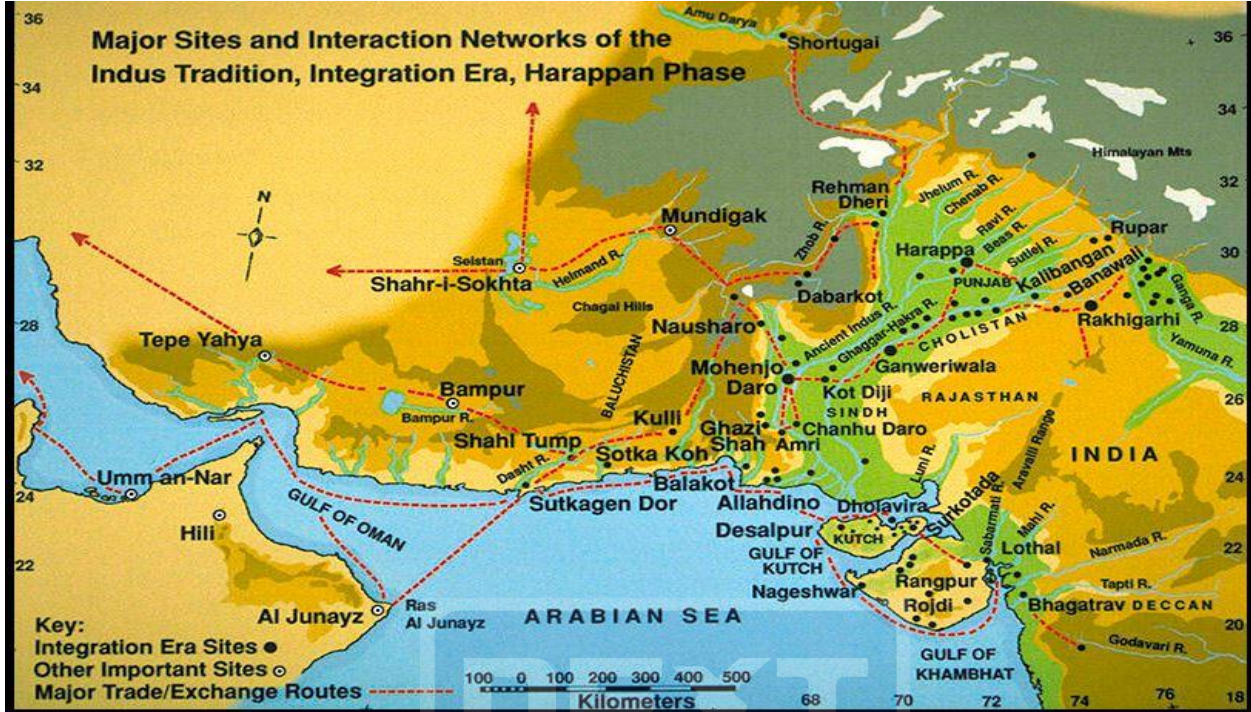 Major Sites and Interaction Networks of the
Indus Tradition, Integration Era, Harappan Phase
36
34
32
28
24
22
N
Amu Darya
Shortugai
36
34
32
30
28
26
24
22
20
18
Himalayan Mts
Rehman
Dheri
Jhelum R.
Chenab R.
Ravi R.
Beas R.
Sutlej R.
Rupar
Mundigak
Zhob R.
Harappa
PUNJAB
Kalibangan
Banawali
Seistan
Shahr-i-Sokhta
Helmand R.
Chagai Hills
Dabarkot
Ganga R.
Rakhigarhi
Yamuna R.
Nausharo
Ancient Indus R.
Ghaggar-Hakra R.
CHOLISTAN
Ganweriwala
Tepe Yahya
BALUCHISTAN
Mohenjo
Daro
Kot Diji
SINDH
RAJASTHAN
Bampur
Bampur R.
Kulli
Ghazi
Shah
Amri
Chanhu Daro
Shahi Tump
Dasht R.
Sotka Koh
Luni R.
Aravalli Range
INDIA
Umm an-Nar
GULF OF OMAN
Sutkagen Dor
Balakot
Allahdino
Dholavira
Surkotada
Sabarmati R.
Mahi R.
Hili
Desalpur
KUTCH
GULF OF
KUTCH
Lothal
Narmada R.
Nageshwar
Rangpur
Rojdi
Tapti R.
Bhagatrav
DECCAN
Al Junayz
Ras
Al Junayz
ARABIAN SEA
Godavari R.
GULF OF
KHAMBHAT
Key:
Integration Era Sites
Other Important Sites
Major Trade/Exchange Routes
100 0 100 200 300 400 500
Kilometers
68 70 72 74 76